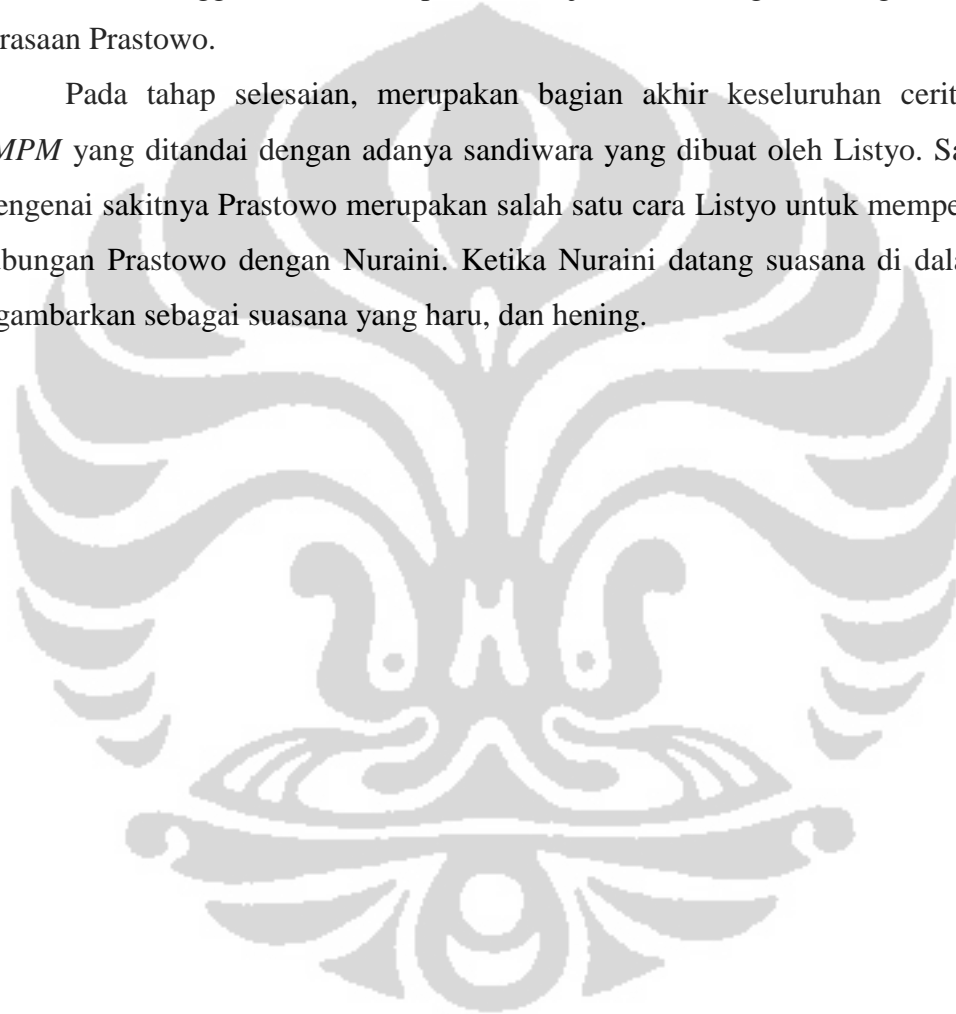 rasaan Prastowo.
Pada tahap selesaian, merupakan bagian akhir keseluruhan cerit
MPM yang ditandai dengan adanya sandiwara yang dibuat oleh Listyo. Sa
engenai sakitnya Prastowo merupakan salah satu cara Listyo untuk mempe
bungan Prastowo dengan Nuraini. Ketika Nuraini datang suasana di dala
gambarkan sebagai suasana yang haru, dan hening.